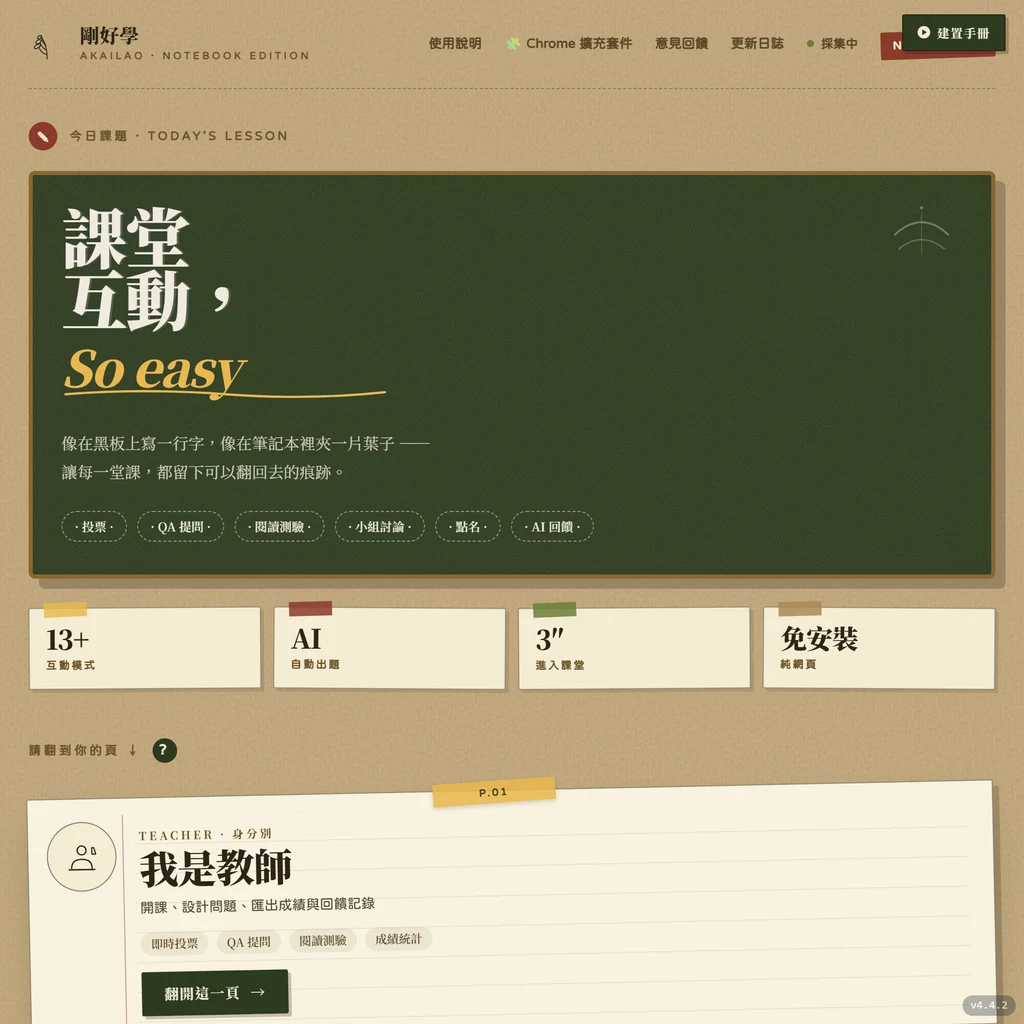 剛好學
AKAILAO · NOTEBOOK EDITION
使用說明
Chrome 擴充套件
意見回饋
更新日誌
採集中
N
建置手冊
今日課題 · TODAY'S LESSON
課堂
互動，
So easy
像在黑板上寫一行字，像在筆記本裡夾一片葉子 ——
讓每一堂課，都留下可以翻回去的痕跡。
· 投票 ·
· QA 提問 ·
· 閱讀測驗 ·
· 小組討論 ·
· 點名 ·
· AI 回饋 ·
13+
互動模式
AI
自動出題
3″
進入課堂
免安裝
純網頁
請翻到你的頁 ↓
?
P.01
TEACHER · 身分別
我是教師
開課、設計問題、匯出成績與回饋記錄
即時投票
QA 提問
閱讀測驗
成績統計
翻開這一頁 →
v4.4.2